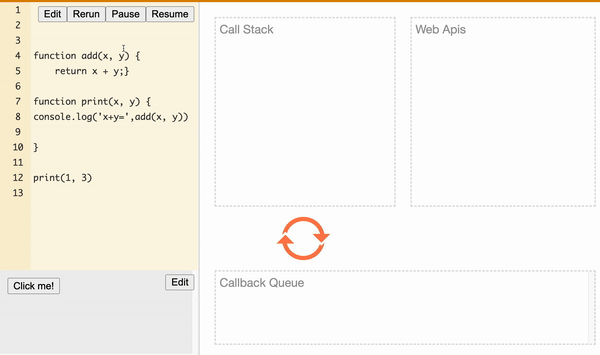 Edit Rerun Pause Resume
1
2
3
4 function add(x, y) {
5     return x + y;}
6
7 function print(x, y) {
8 console.log('x+y=',add(x, y))
9
10 }
11
12 print(1, 3)
13
Click me!
Edit
Call Stack
Web Apis
Callback Queue